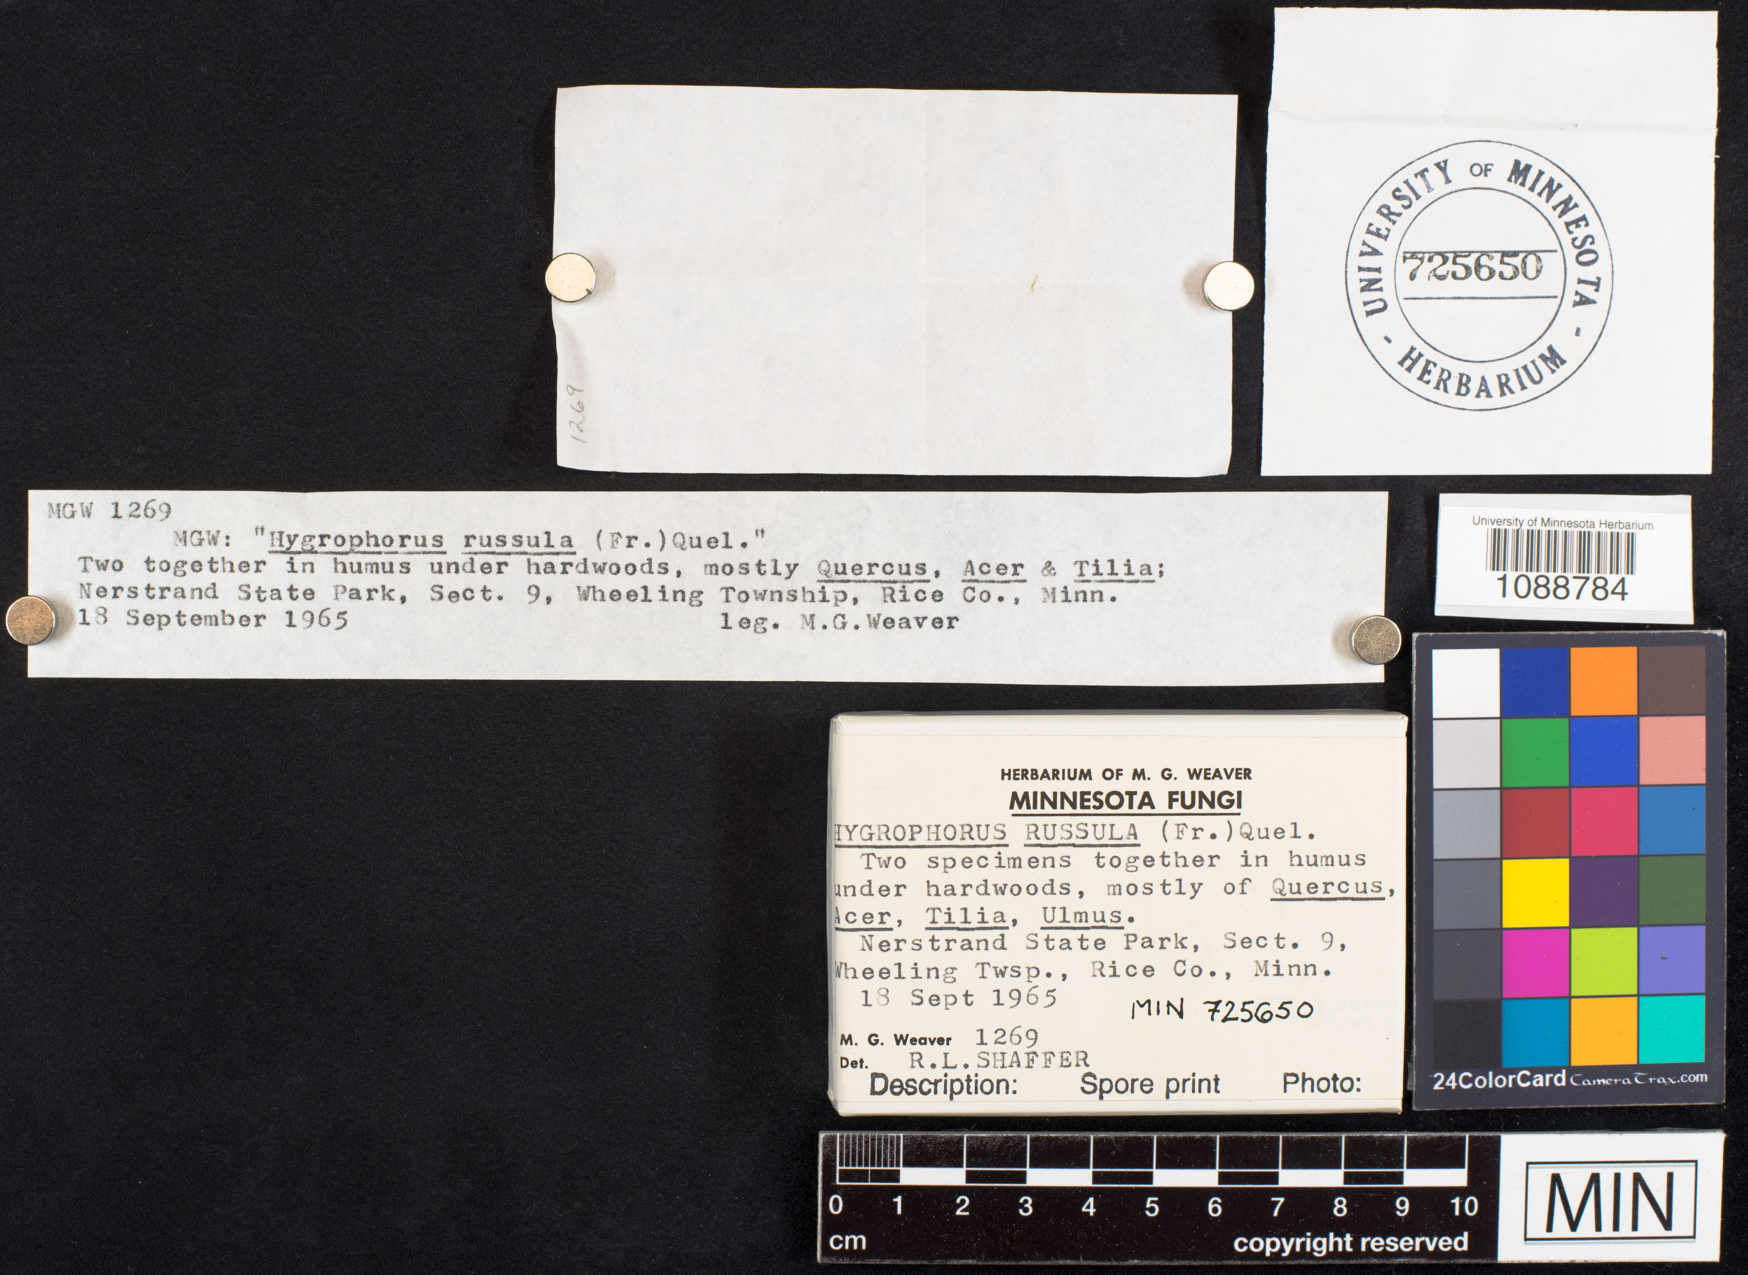 UNIVERSITY OF MINNESOTA
725650
- HERBARIUM -
1269
MGW 1269
MGW: "Hygrophorus russula (Fr.)Quel."
Two together in humus under hardwoods, mostly Quercus, Acer & Tilia;
Nerstrand State Park, Sect. 9, Wheeling Township, Rice Co., Minn.
18 September 1965 leg. M.G.Weaver
University of Minnesota Herbarium
1088784
HERBARIUM OF M. G. WEAVER
MINNESOTA FUNGI
HYGROPHORUS RUSSULA (Fr.)Quel.
Two specimens together in humus
under hardwoods, mostly of Quercus,
Acer, Tilia, Ulmus.
Nerstrand State Park, Sect. 9,
Wheeling Twsp., Rice Co., Minn.
18 Sept 1965
MIN 725650
M. G. Weaver 1269
Det. R.L.SHAFFER
Description: Spore print Photo:
24ColorCard CameraTrax.com
0 1 2 3 4 5 6 7 8 9 10
cm
copyright reserved
MIN